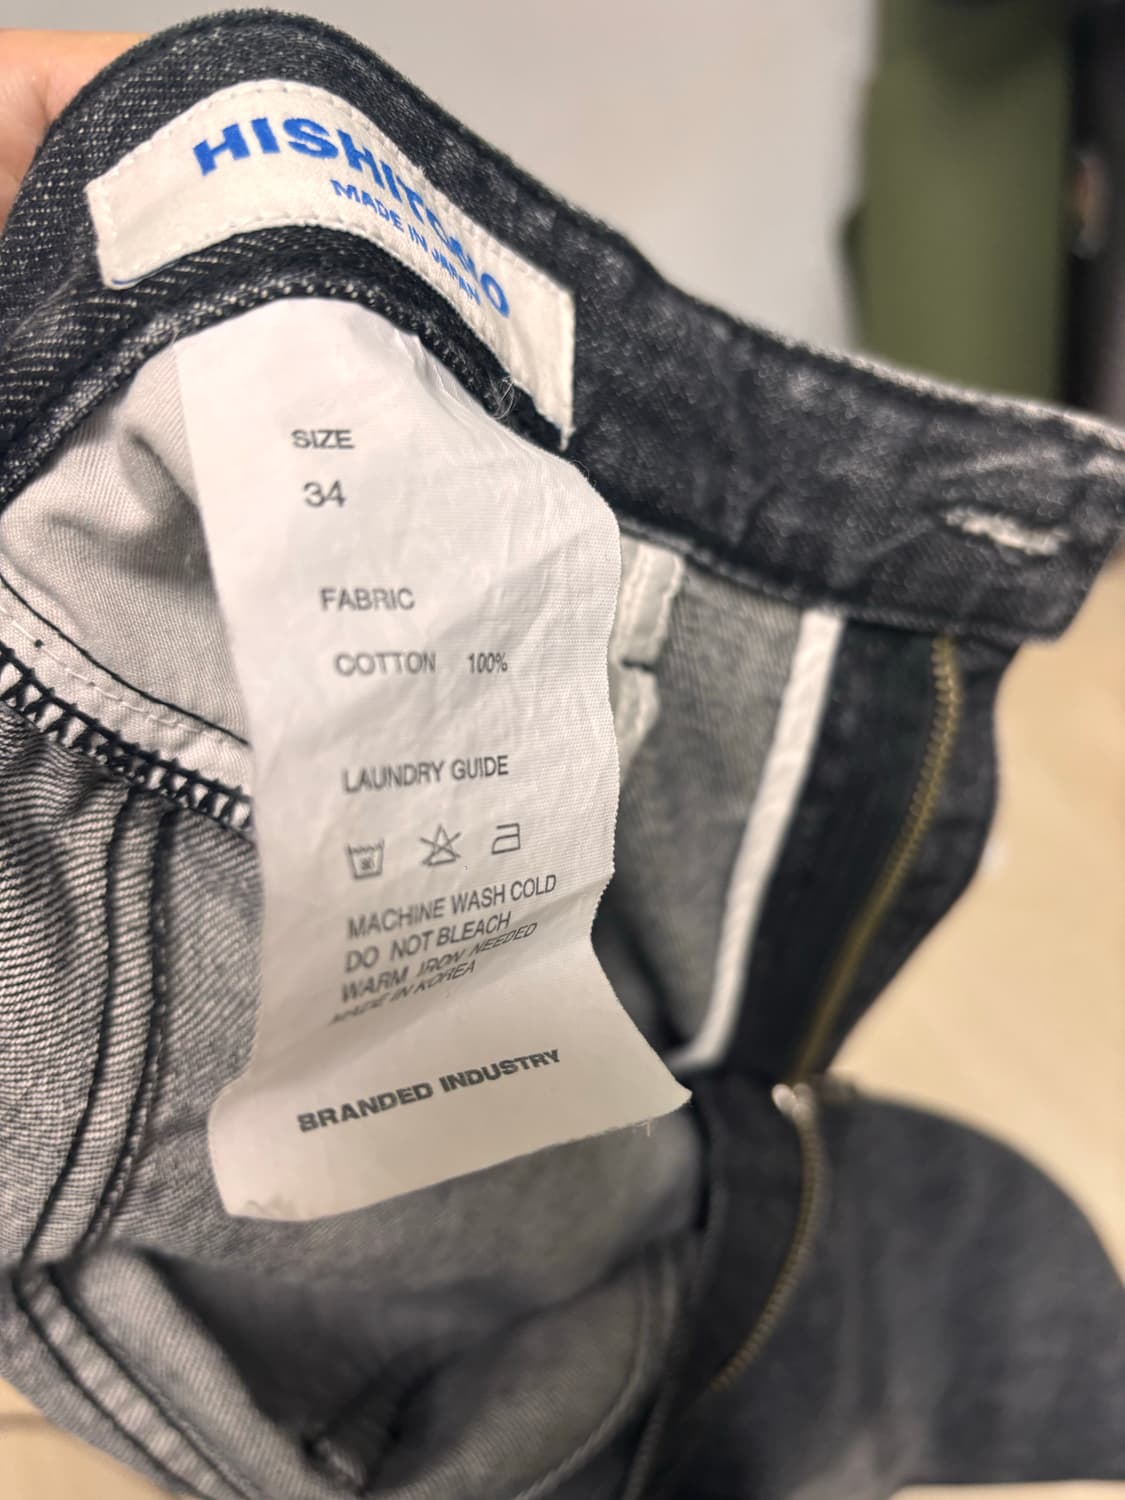 HISHITOMO
MADE IN JAPAN
SIZE
34
FABRIC
COTTON 100%
LAUNDRY GUIDE
MACHINE WASH COLD
DO NOT BLEACH
WARM IRON NEEDED
MADE IN KOREA
BRANDED INDUSTRY